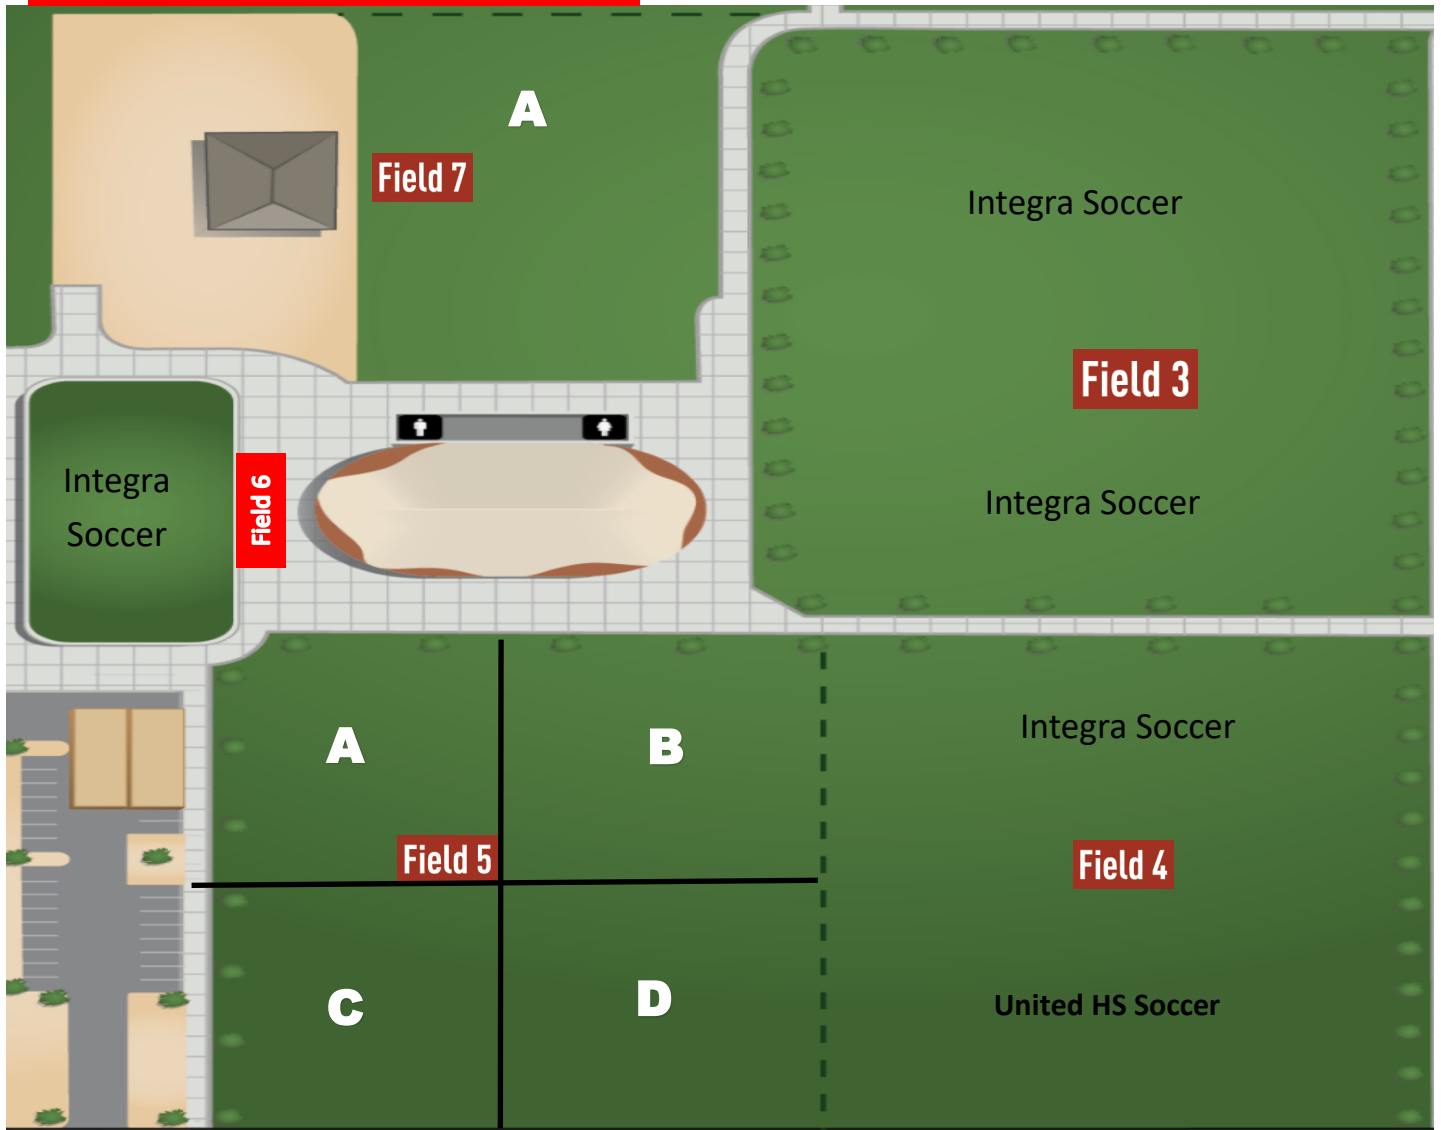 A
Field 7
Integra Soccer
Field 3
Integra
Soccer
Field 6
Integra Soccer
A
B
Integra Soccer
Field 5
Field 4
C
D
United HS Soccer